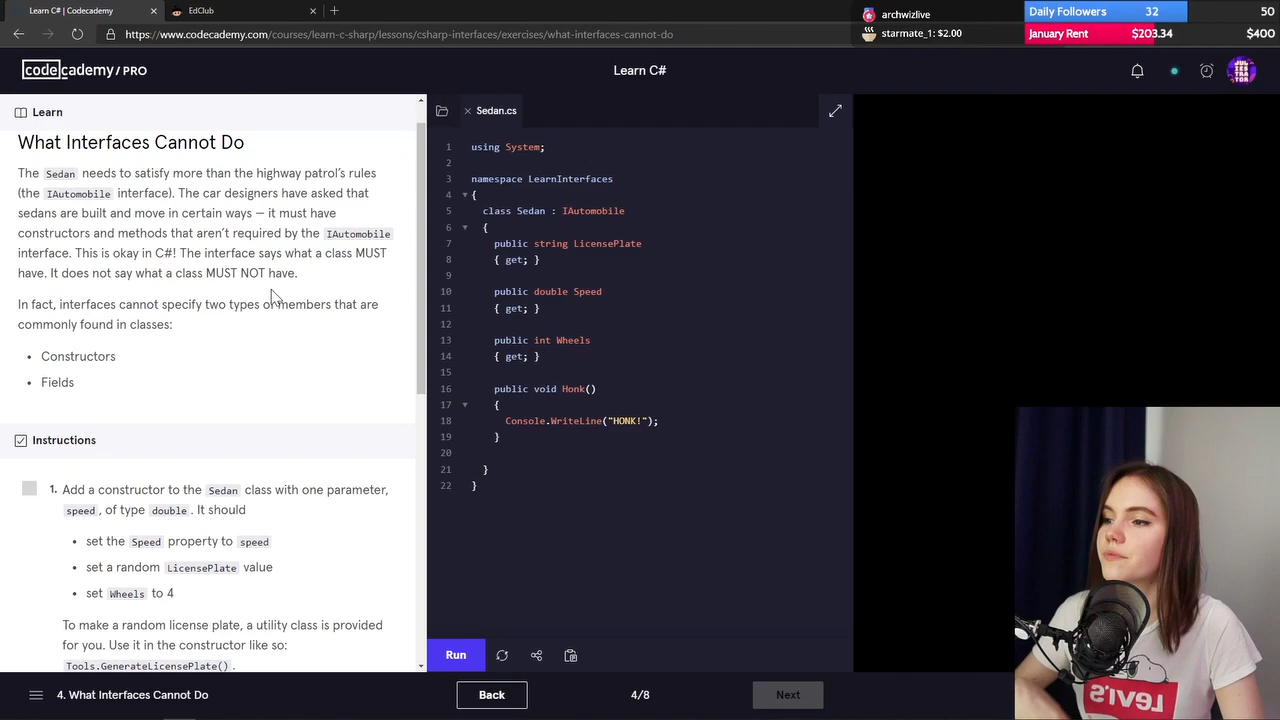 Learn C# | Codecademy
EdClub
https://www.codecademy.com/courses/learn-c-sharp/lessons/csharp-interfaces/exercises/what-interfaces-cannot-do
archwizlive
starmate_1: $2.00
Daily Followers 32 50
January Rent $203.34 $400
codecademy/PRO
Learn C#
Learn
What Interfaces Cannot Do
The Sedan needs to satisfy more than the highway patrol's rules
(the IAutomobile interface). The car designers have asked that
sedans are built and move in certain ways — it must have
constructors and methods that aren't required by the IAutomobile
interface. This is okay in C#! The interface says what a class MUST
have. It does not say what a class MUST NOT have.
In fact, interfaces cannot specify two types of members that are
commonly found in classes:
• Constructors
• Fields
Instructions
1. Add a constructor to the Sedan class with one parameter,
speed, of type double. It should
• set the Speed property to speed
• set a random LicensePlate value
• set Wheels to 4
To make a random license plate, a utility class is provided
for you. Use it in the constructor like so:
Tools.GenerateLicensePlate().
Sedan.cs
1 using System;
2
3 namespace LearnInterfaces
4 {
5 class Sedan : IAutomobile
6 {
7 public string LicensePlate
8 { get; }
9
10 public double Speed
11 { get; }
12
13 public int Wheels
14 { get; }
15
16 public void Honk()
17 {
18 Console.WriteLine("HONK!");
19 }
20
21 }
22 }
Run
4. What Interfaces Cannot Do
Back
4/8
Next
LEVI'S